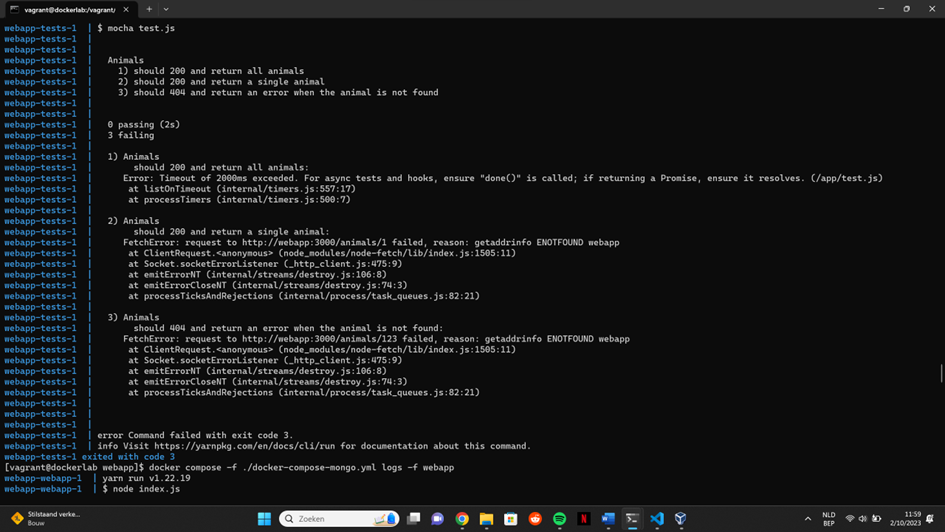 vagrant@dockerlab:/vagrant/
webapp-tests-1 | $ mocha test.js
webapp-tests-1 |
webapp-tests-1 |
webapp-tests-1 | Animals
webapp-tests-1 | 1) should 200 and return all animals
webapp-tests-1 | 2) should 200 and return a single animal
webapp-tests-1 | 3) should 404 and return an error when the animal is not found
webapp-tests-1 |
webapp-tests-1 |
webapp-tests-1 | 0 passing (2s)
webapp-tests-1 | 3 failing
webapp-tests-1 |
webapp-tests-1 | 1) Animals
webapp-tests-1 | should 200 and return all animals:
webapp-tests-1 | Error: Timeout of 2000ms exceeded. For async tests and hooks, ensure "done()" is called; if returning a Promise, ensure it resolves. (/app/test.js)
webapp-tests-1 | at listOnTimeout (internal/timers.js:557:17)
webapp-tests-1 | at processTimers (internal/timers.js:500:7)
webapp-tests-1 |
webapp-tests-1 | 2) Animals
webapp-tests-1 | should 200 and return a single animal:
webapp-tests-1 | FetchError: request to http://webapp:3000/animals/1 failed, reason: getaddrinfo ENOTFOUND webapp
webapp-tests-1 | at ClientRequest.<anonymous> (node_modules/node-fetch/lib/index.js:1505:11)
webapp-tests-1 | at Socket.socketErrorListener (_http_client.js:475:9)
webapp-tests-1 | at emitErrorNT (internal/streams/destroy.js:106:8)
webapp-tests-1 | at emitErrorCloseNT (internal/streams/destroy.js:74:3)
webapp-tests-1 | at processTicksAndRejections (internal/process/task_queues.js:82:21)
webapp-tests-1 |
webapp-tests-1 | 3) Animals
webapp-tests-1 | should 404 and return an error when the animal is not found:
webapp-tests-1 | FetchError: request to http://webapp:3000/animals/123 failed, reason: getaddrinfo ENOTFOUND webapp
webapp-tests-1 | at ClientRequest.<anonymous> (node_modules/node-fetch/lib/index.js:1505:11)
webapp-tests-1 | at Socket.socketErrorListener (_http_client.js:475:9)
webapp-tests-1 | at emitErrorNT (internal/streams/destroy.js:106:8)
webapp-tests-1 | at emitErrorCloseNT (internal/streams/destroy.js:74:3)
webapp-tests-1 | at processTicksAndRejections (internal/process/task_queues.js:82:21)
webapp-tests-1 |
webapp-tests-1 |
webapp-tests-1 |
webapp-tests-1 | error Command failed with exit code 3.
webapp-tests-1 | info Visit https://yarnpkg.com/en/docs/cli/run for documentation about this command.
webapp-tests-1 exited with code 3
[vagrant@dockerlab webapp]$ docker compose -f ./docker-compose-mongo.yml logs -f webapp
webapp-webapp-1 | yarn run v1.22.19
webapp-webapp-1 | $ node index.js
Stilstaand verke...
Bouw
Zoeken
NLD
BEP
11:59
2/10/2023